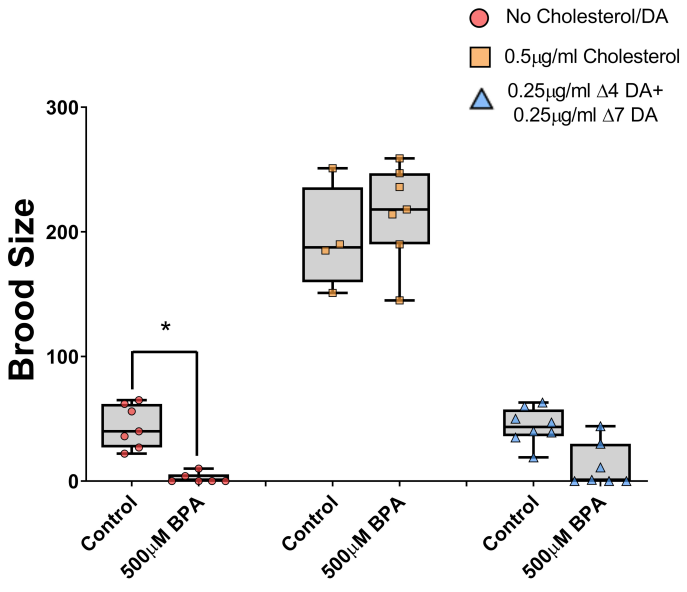 No Cholesterol/DA
0.5µg/ml Cholesterol
0.25µg/ml Δ4 DA+
0.25µg/ml Δ7 DA
Brood Size
300
200
100
0
*
Control
500µM BPA
Control
500µM BPA
Control
500µM BPA